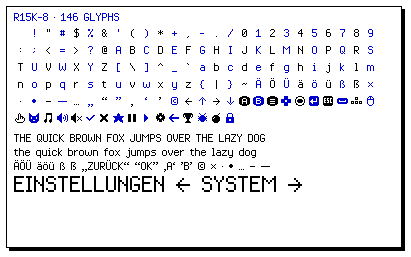 R15K-8 · 146 GLYPHS
! " # $ % & ' ( ) * + , - . / 0 1 2 3 4 5 6 7 8 9
: ; < = > ? @ A B C D E F G H I J K L M N O P Q R S
T U V W X Y Z [ \ ] ^ _ ` a b c d e f g h i j k l m
n o p q r s t u v w x y z { | } ~ Ä Ö Ü ä ö ü ß ẞ ×
· • – — … „ “ ” ‚ ‘ ’ © ← ↑ → ↓ A B ESC
THE QUICK BROWN FOX JUMPS OVER THE LAZY DOG
the quick brown fox jumps over the lazy dog
ÄÖÜ äöü ß ẞ „ZURÜCK“ “OK” ‚A‘ ’B’ © × · • … – —
EINSTELLUNGEN ← SYSTEM →